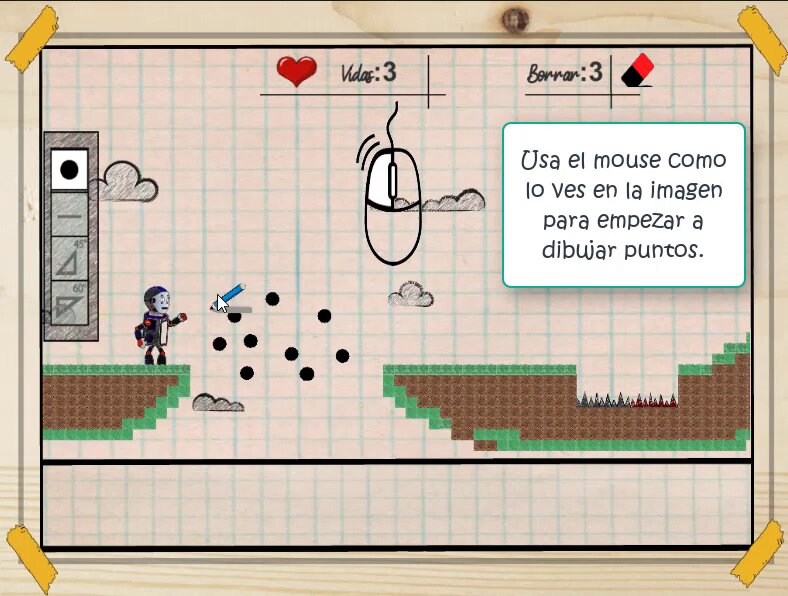 Vidas:3
Borrar:3
Usa el mouse como
lo ves en la imagen
para empezar a
dibujar puntos.
45°
60°